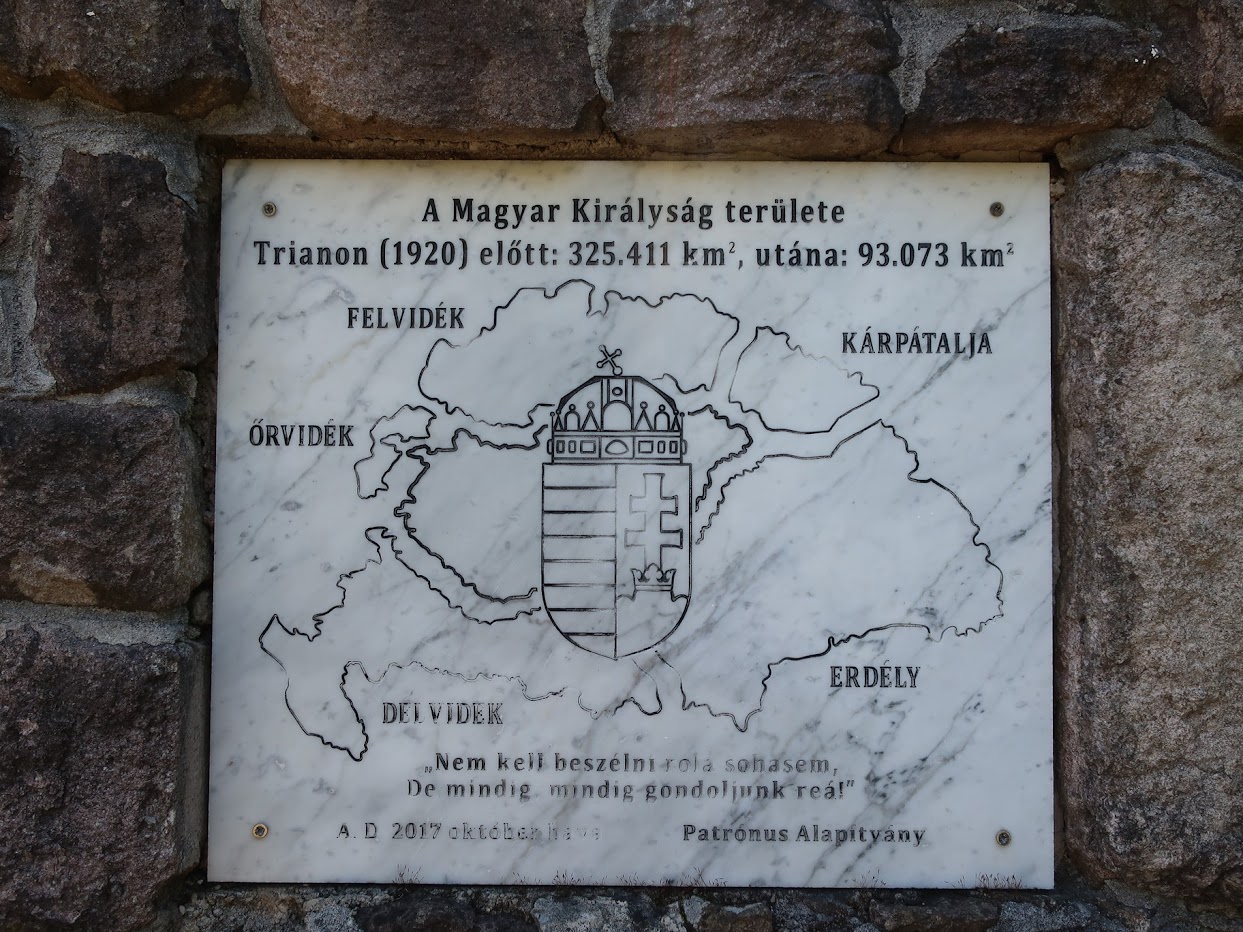 A Magyar Királyság területe
Trianon (1920) előtt: 325.411 km², utána: 93.073 km²
FELVIDÉK
KÁRPÁTALJA
ŐRVIDÉK
ERDÉLY
DÉLVIDÉK
„Nem kell beszélni róla sohasem,
De mindig, mindig gondoljunk reá!”
A. D. 2017 október hava
Patrónus Alapítvány